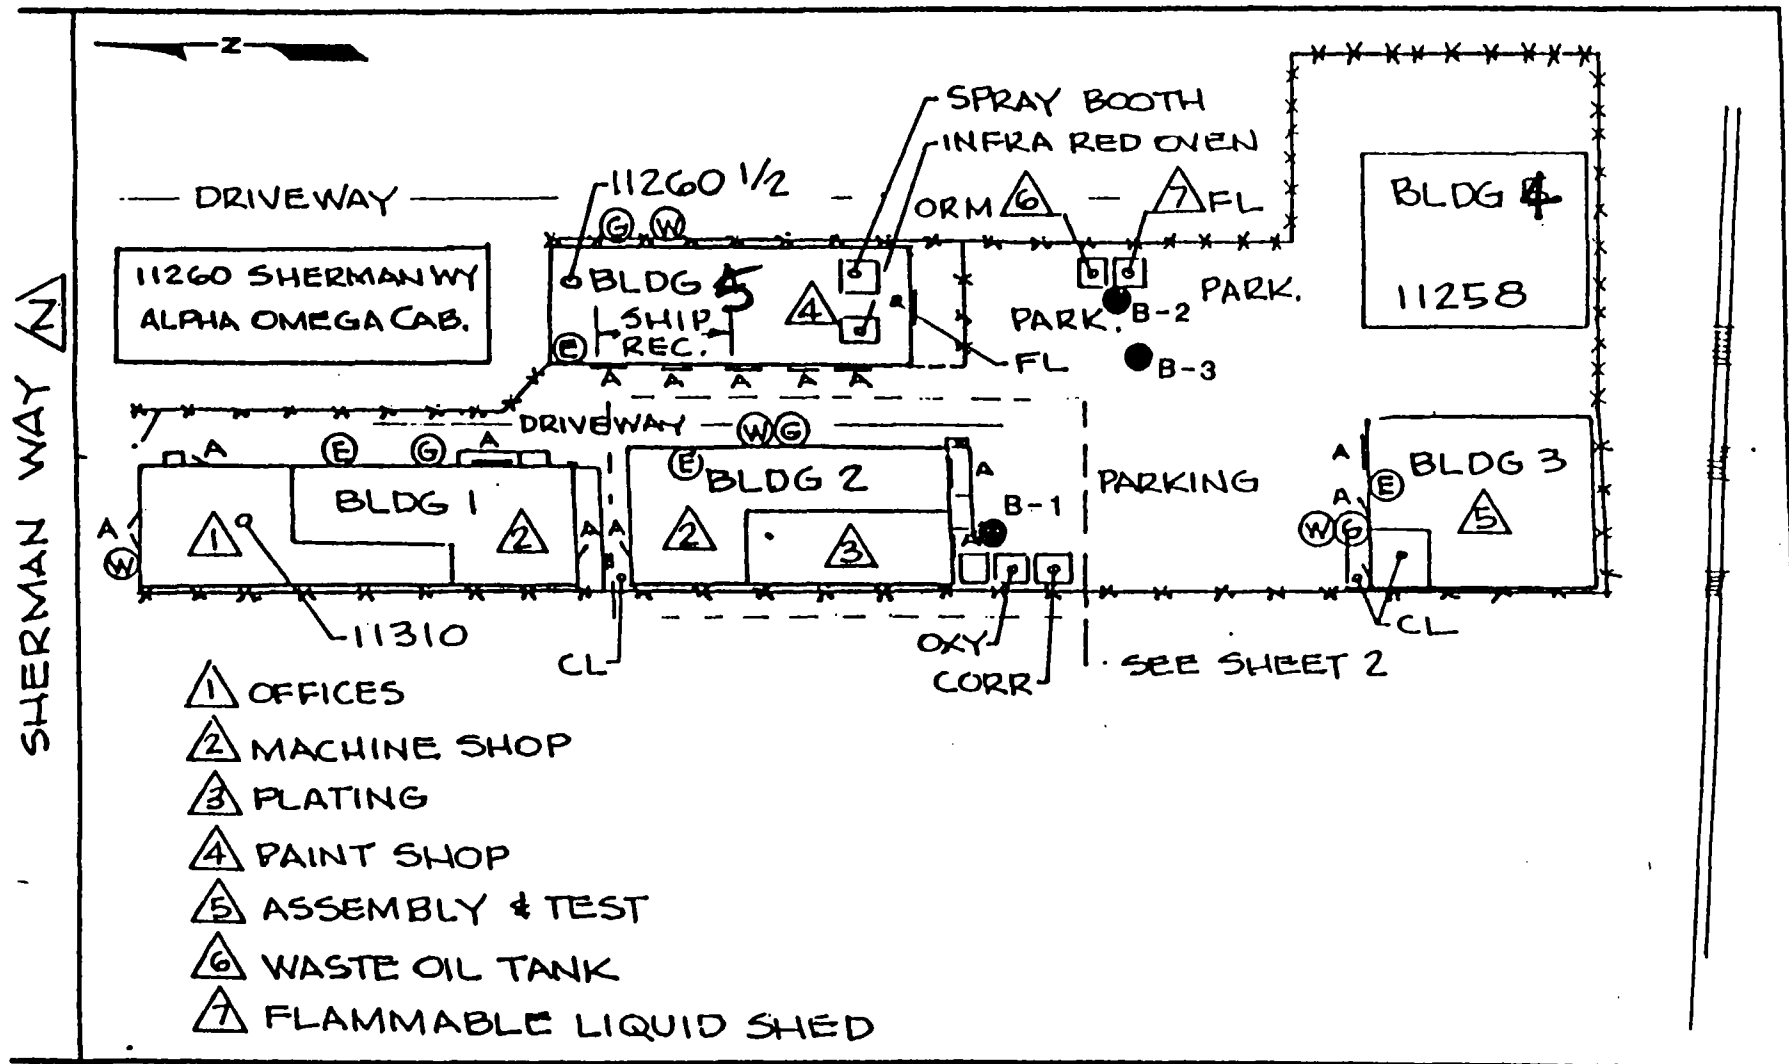 N
SPRAY BOOTH
INFRA RED OVEN
11260 1/2
DRIVEWAY
ORM 6
7 FL
BLDG 4
11258
G W
11260 SHERMAN WY
ALPHA OMEGA CAB.
BLDG 5
SHIP
REC.
4
E
FL
PARK.
PARK.
B-2
B-3
A A A A A
SHERMAN WAY N
DRIVEWAY
W G
A
E
G
A
BLDG 1
1
2
A
W
A
A
E
BLDG 2
2
3
A
B-1
A
PARKING
A
E
BLDG 3
A
W G
5
11310
CL
OXY
CORR
CL
SEE SHEET 2
1 OFFICES
2 MACHINE SHOP
3 PLATING
4 PAINT SHOP
5 ASSEMBLY & TEST
6 WASTE OIL TANK
7 FLAMMABLE LIQUID SHED